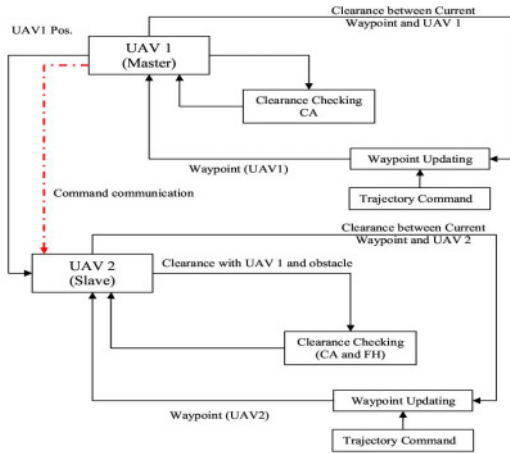 UAV1 Pos.
Clearance between Current
Waypoint and UAV 1
UAV 1
(Master)
Clearance Checking
CA
Waypoint (UAV1)
Waypoint Updating
Trajectory Command
Command communication
Clearance between Current
Waypoint and UAV 2
UAV 2
(Slave)
Clearance with UAV 1 and obstacle
Clearance Checking
(CA and FH)
Waypoint (UAV2)
Waypoint Updating
Trajectory Command